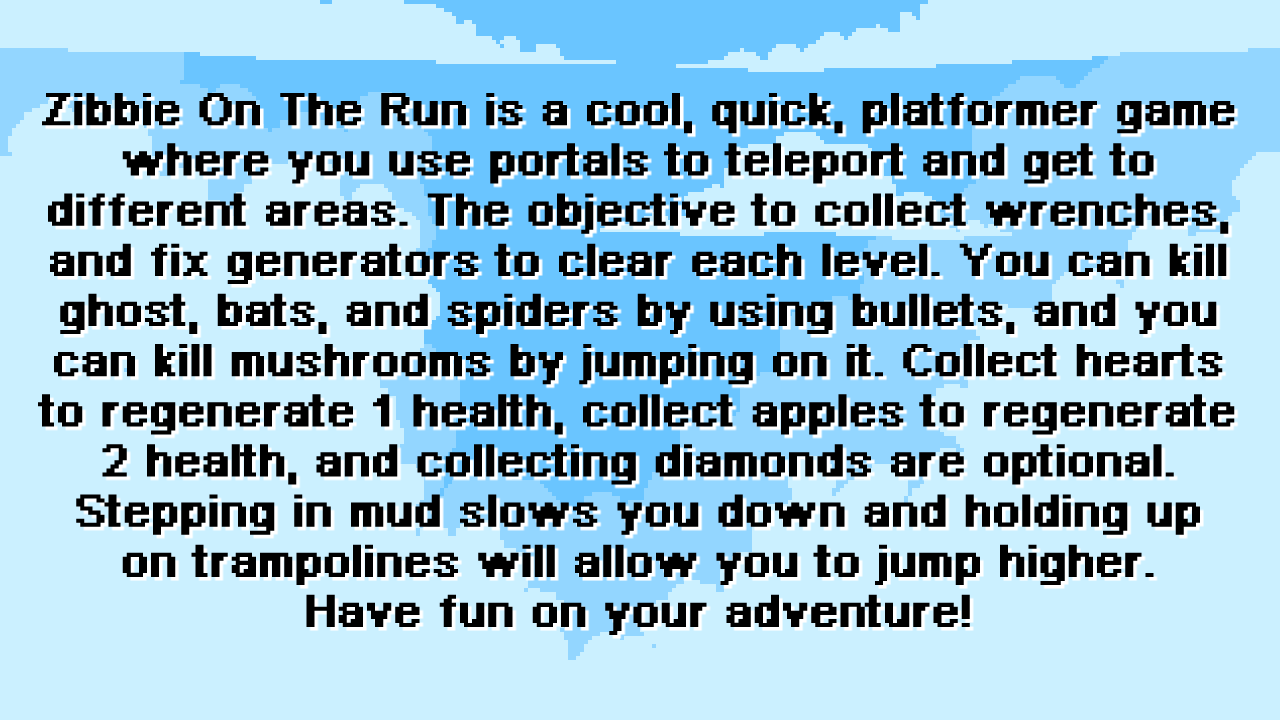 Zibbie On The Run is a cool, quick, platformer game
where you use portals to teleport and get to
different areas. The objective to collect wrenches,
and fix generators to clear each level. You can kill
ghost, bats, and spiders by using bullets, and you
can kill mushrooms by jumping on it. Collect hearts
to regenerate 1 health, collect apples to regenerate
2 health, and collecting diamonds are optional.
Stepping in mud slows you down and holding up
on trampolines will allow you to jump higher.
Have fun on your adventure!